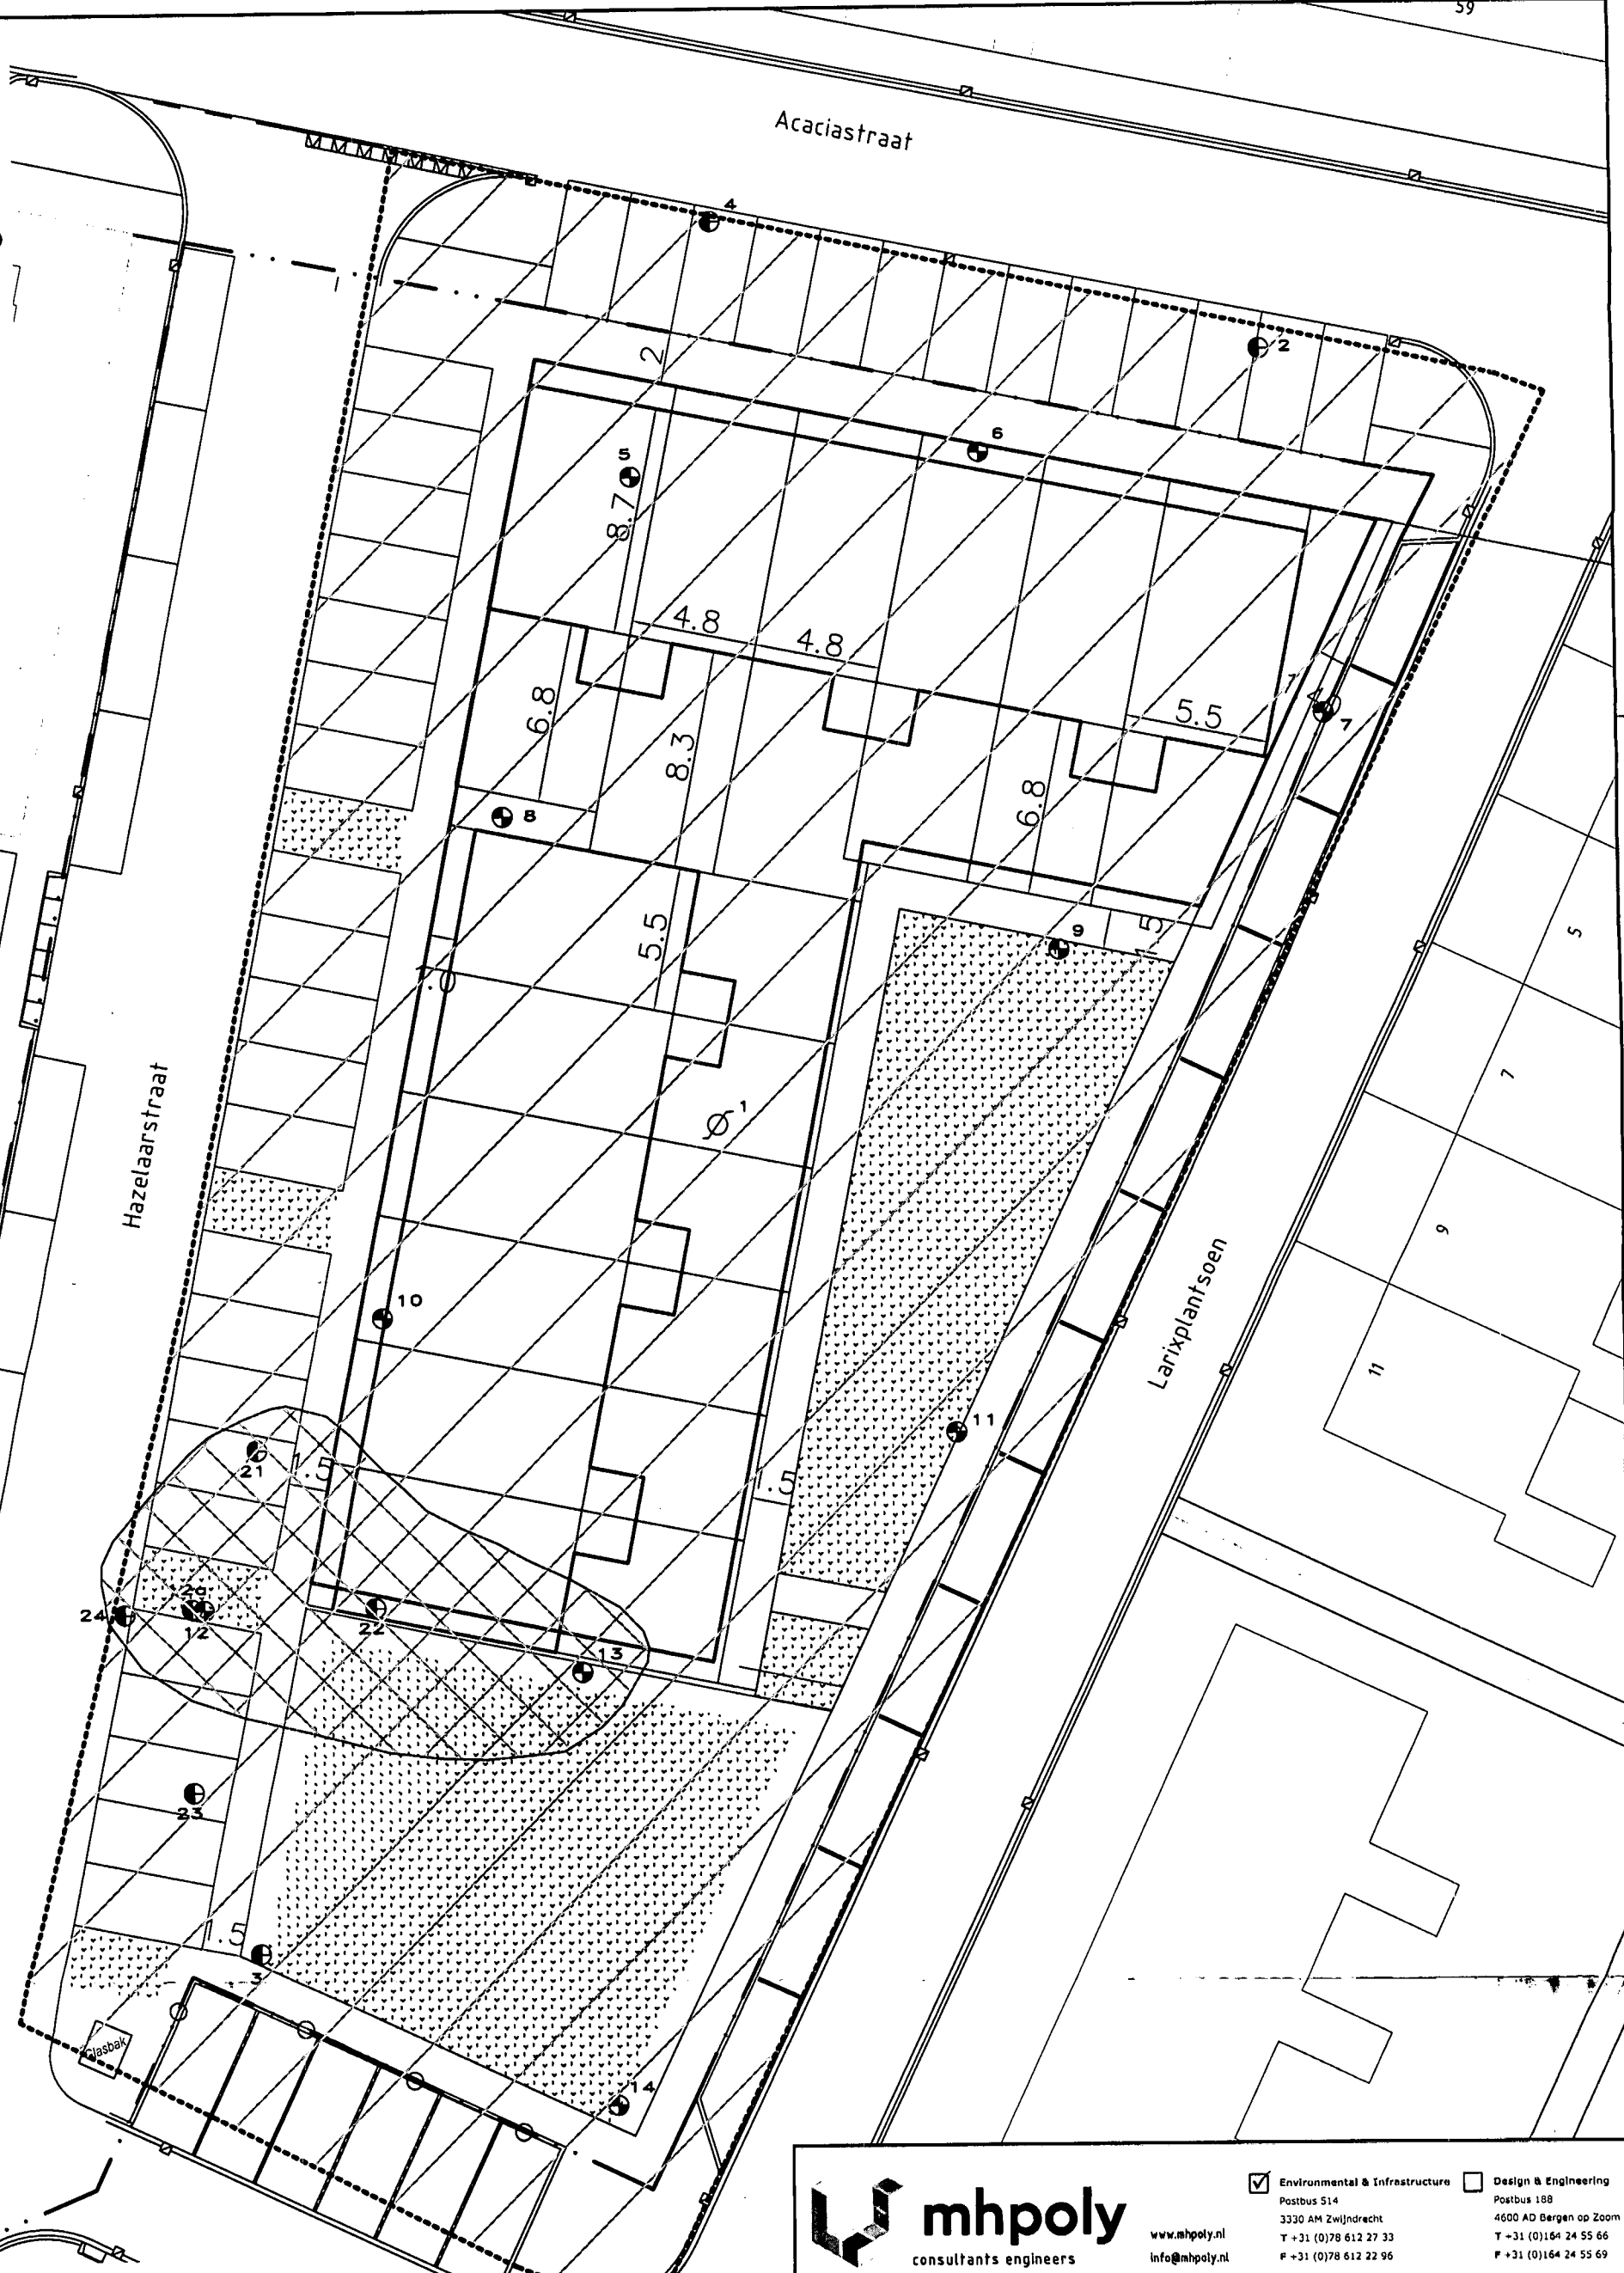 59
Acaciastraat
4
2
2
6
5
8.7
4.8
4.8
5.5
7
6.8
8.3
6.8
8
5.5
9
1.5
5
7
9
11
1
Hazelaarstraat
10
Larixplantsoen
11
21
1.5
1.5
24
12
22
13
23
1.5
3
Glasbak
14
mhpoly
consultants engineers
www.mhpoly.nl
info@mhpoly.nl
Environmental & Infrastructure
Postbus 514
3330 AM Zwijndrecht
T +31 (0)78 612 27 33
F +31 (0)78 612 22 96
Design & Engineering
Postbus 188
4600 AD Bergen op Zoom
T +31 (0)164 24 55 66
F +31 (0)164 24 55 69